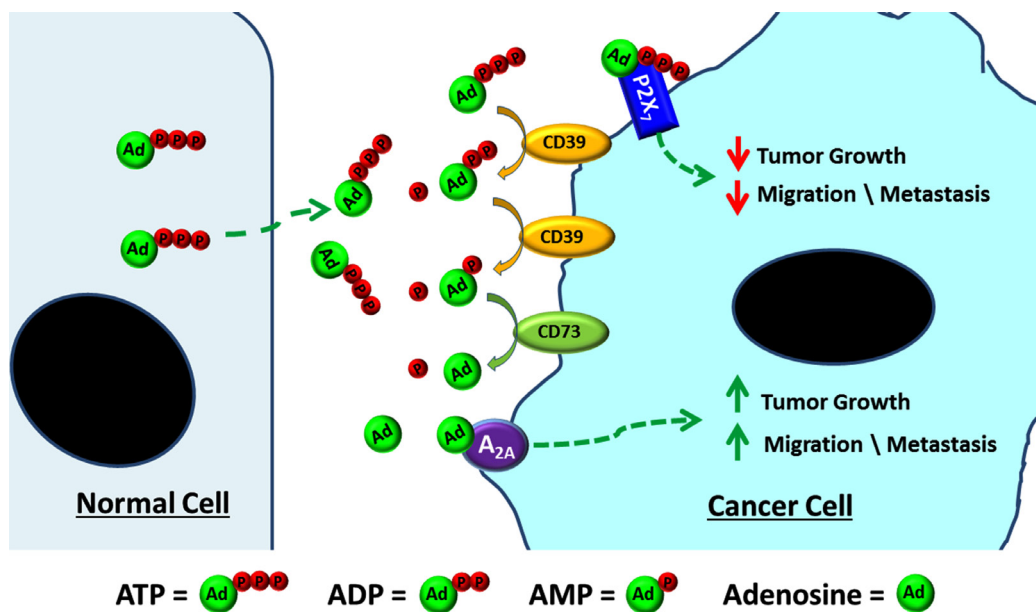 Ad P P P
P2X7
Ad P P P
CD39
Tumor Growth
Migration \ Metastasis
Ad P P P
Ad P P P
P
Ad P P
Ad P P P
CD39
Ad P P P
P
Ad P
CD73
P
Ad
Tumor Growth
Migration \ Metastasis
Ad
Ad
A2A
Normal Cell
Cancer Cell
ATP = Ad P P P ADP = Ad P P AMP = Ad P Adenosine = Ad